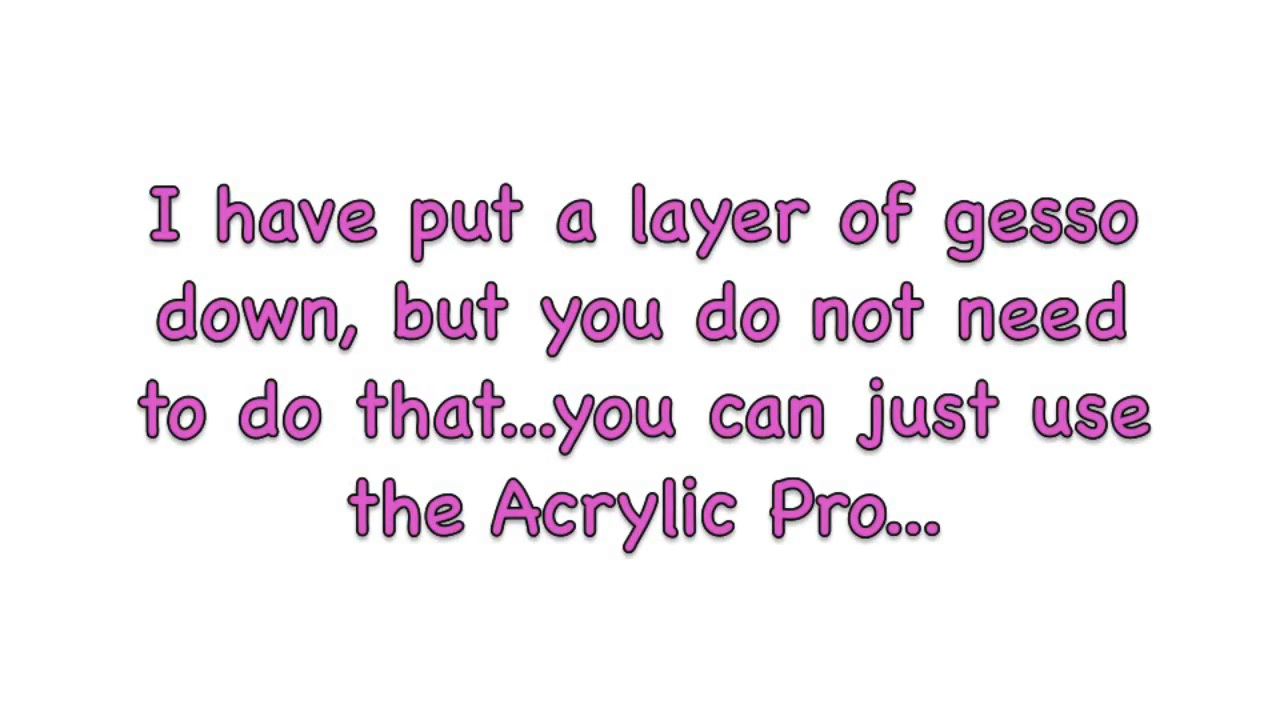 I have put a layer of gesso
down, but you do not need
to do that...you can just use
the Acrylic Pro...